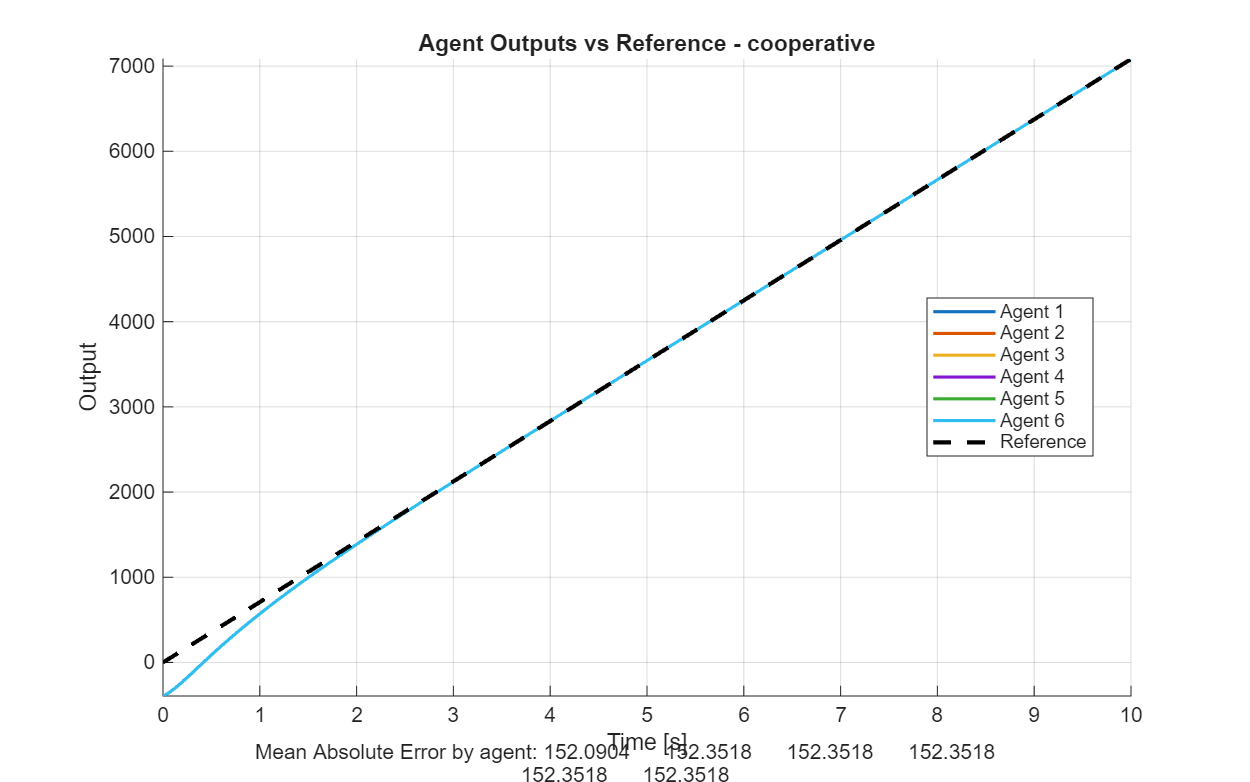 Agent Outputs vs Reference - cooperative
7000
6000
5000
4000
3000
2000
1000
0
Output
Agent 1
Agent 2
Agent 3
Agent 4
Agent 5
Agent 6
Reference
0 1 2 3 4 5 6 7 8 9 10
Time [s]
Mean Absolute Error by agent: 152.0904 152.3518 152.3518 152.3518
152.3518 152.3518